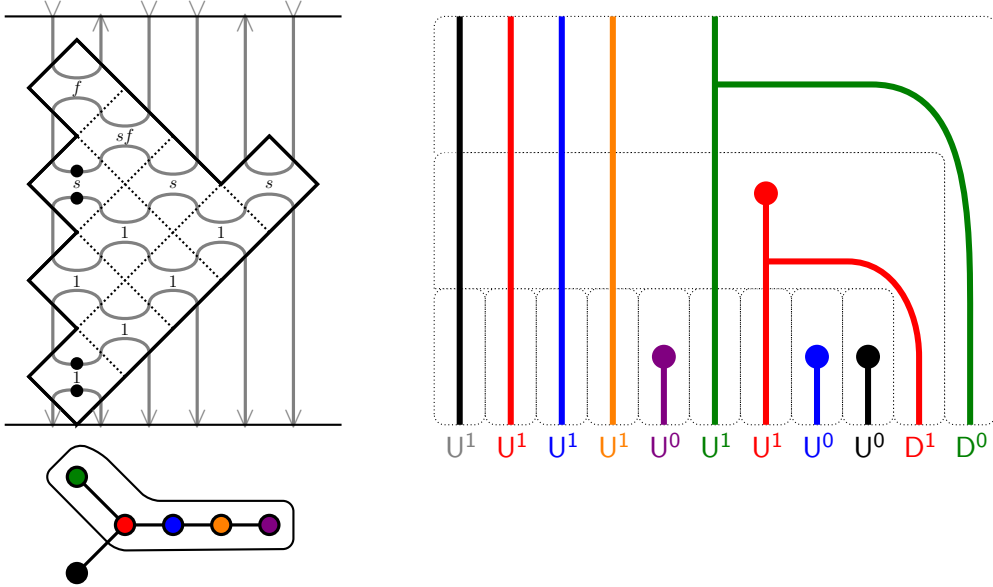 f
sf
s s s
1 1
1 1
1
1
U¹ U¹ U¹ U¹ U⁰ U¹ U¹ U⁰ U⁰ D¹ D⁰